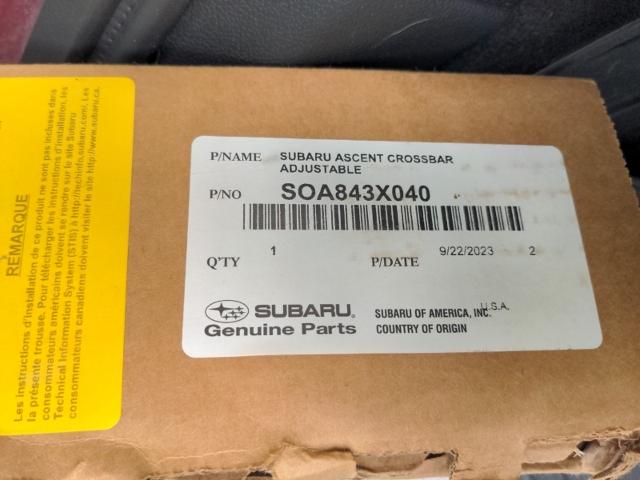 P/NAME SUBARU ASCENT CROSSBAR
ADJUSTABLE
P/NO SOA843X040
Q'TY 1 P/DATE 9/22/2023 2
SUBARU®
Genuine Parts
SUBARU OF AMERICA, INC.
U.S.A.
COUNTRY OF ORIGIN
REMARQUE
Les instructions d'installation de ce produit ne sont pas incluses dans
la présente trousse. Pour télécharger les instructions d'installation, les
consommateurs américains doivent se rendre sur le site Subaru
Technical Information System (STIS) à http://techinfo.subaru.com/. Les
consommateurs canadiens doivent visiter le site http://www.subaru.ca.